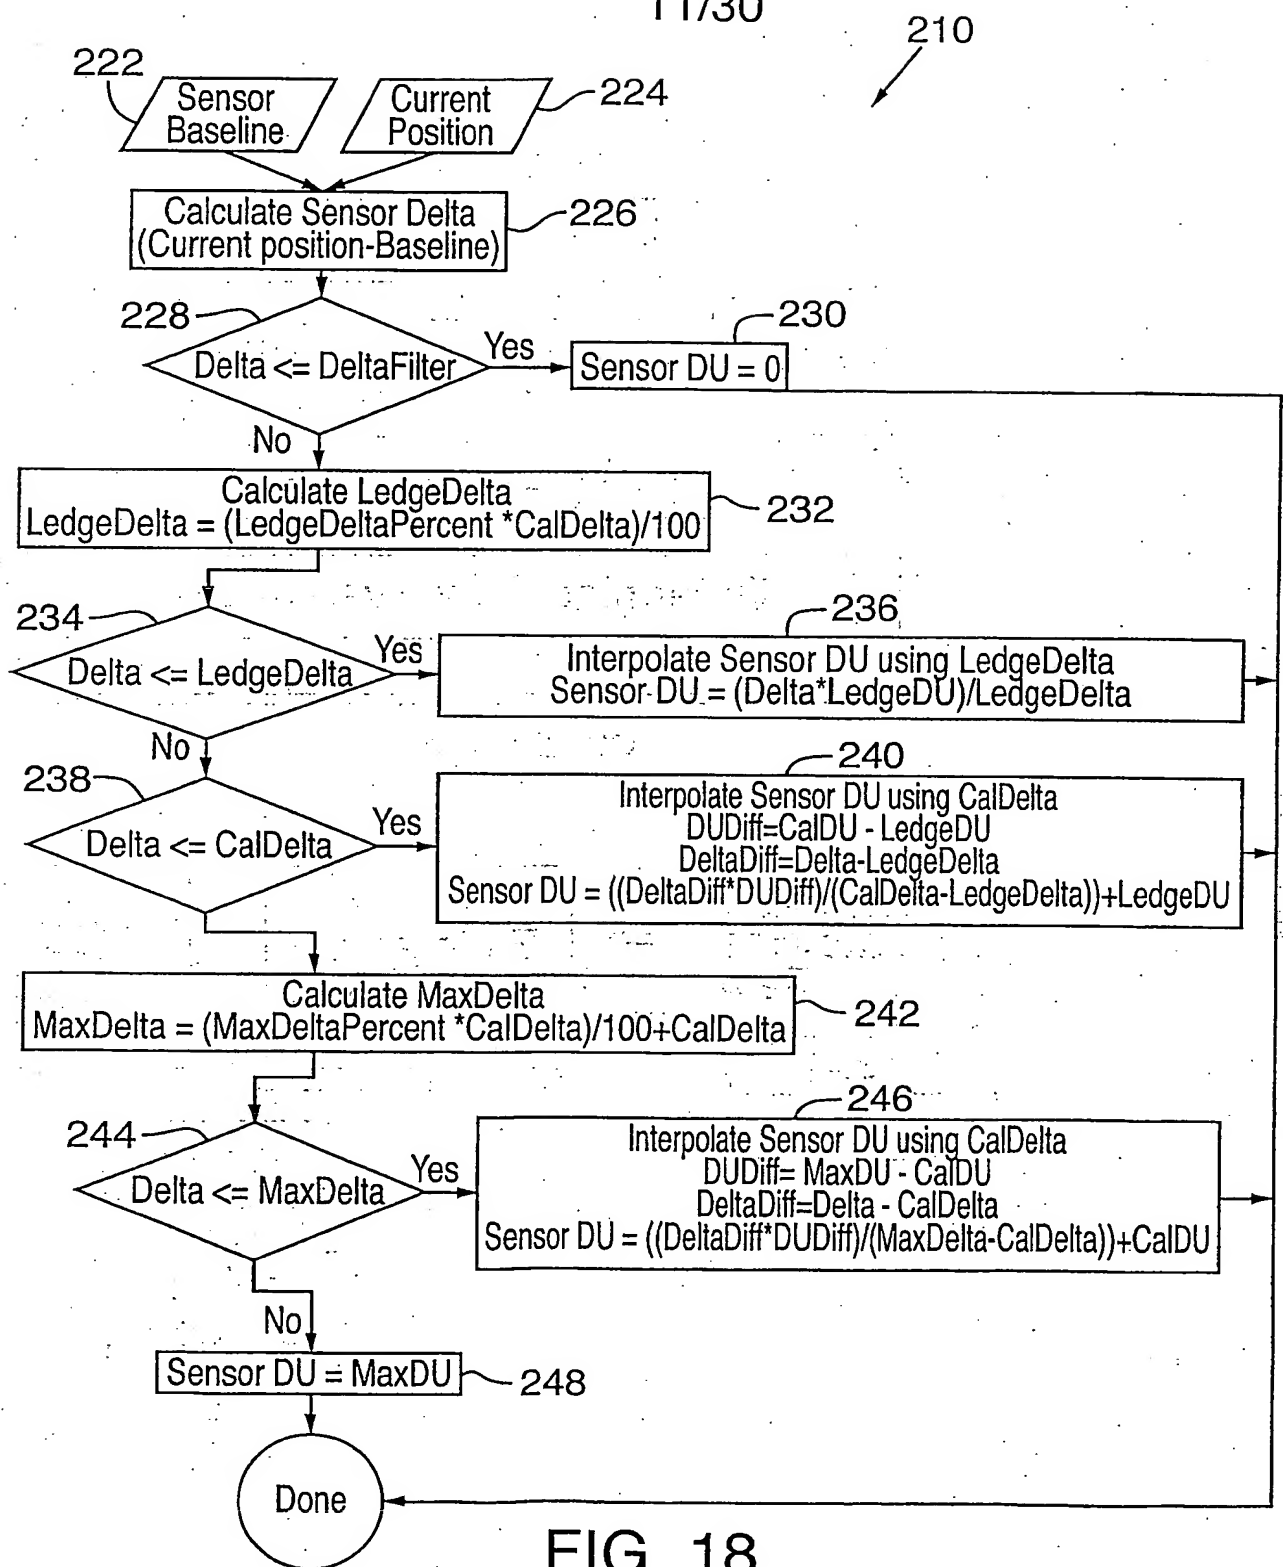 11/30
210
222
Sensor
Baseline
Current
Position
224
Calculate Sensor Delta
(Current position-Baseline)
226
228
Delta <= DeltaFilter
Yes
230
Sensor DU = 0
No
Calculate LedgeDelta
LedgeDelta = (LedgeDeltaPercent *CalDelta)/100
232
234
Delta <= LedgeDelta
Yes
236
Interpolate Sensor DU using LedgeDelta
Sensor DU = (Delta*LedgeDU)/LedgeDelta
No
238
Delta <= CalDelta
Yes
240
Interpolate Sensor DU using CalDelta
DUDiff=CalDU - LedgeDU
DeltaDiff=Delta-LedgeDelta
Sensor DU = ((DeltaDiff*DUDiff)/(CalDelta-LedgeDelta))+LedgeDU
Calculate MaxDelta
MaxDelta = (MaxDeltaPercent *CalDelta)/100+CalDelta
242
244
Delta <= MaxDelta
Yes
246
Interpolate Sensor DU using CalDelta
DUDiff= MaxDU - CalDU
DeltaDiff=Delta - CalDelta
Sensor DU = ((DeltaDiff*DUDiff)/(MaxDelta-CalDelta))+CalDU
No
Sensor DU = MaxDU
248
Done
FIG. 18